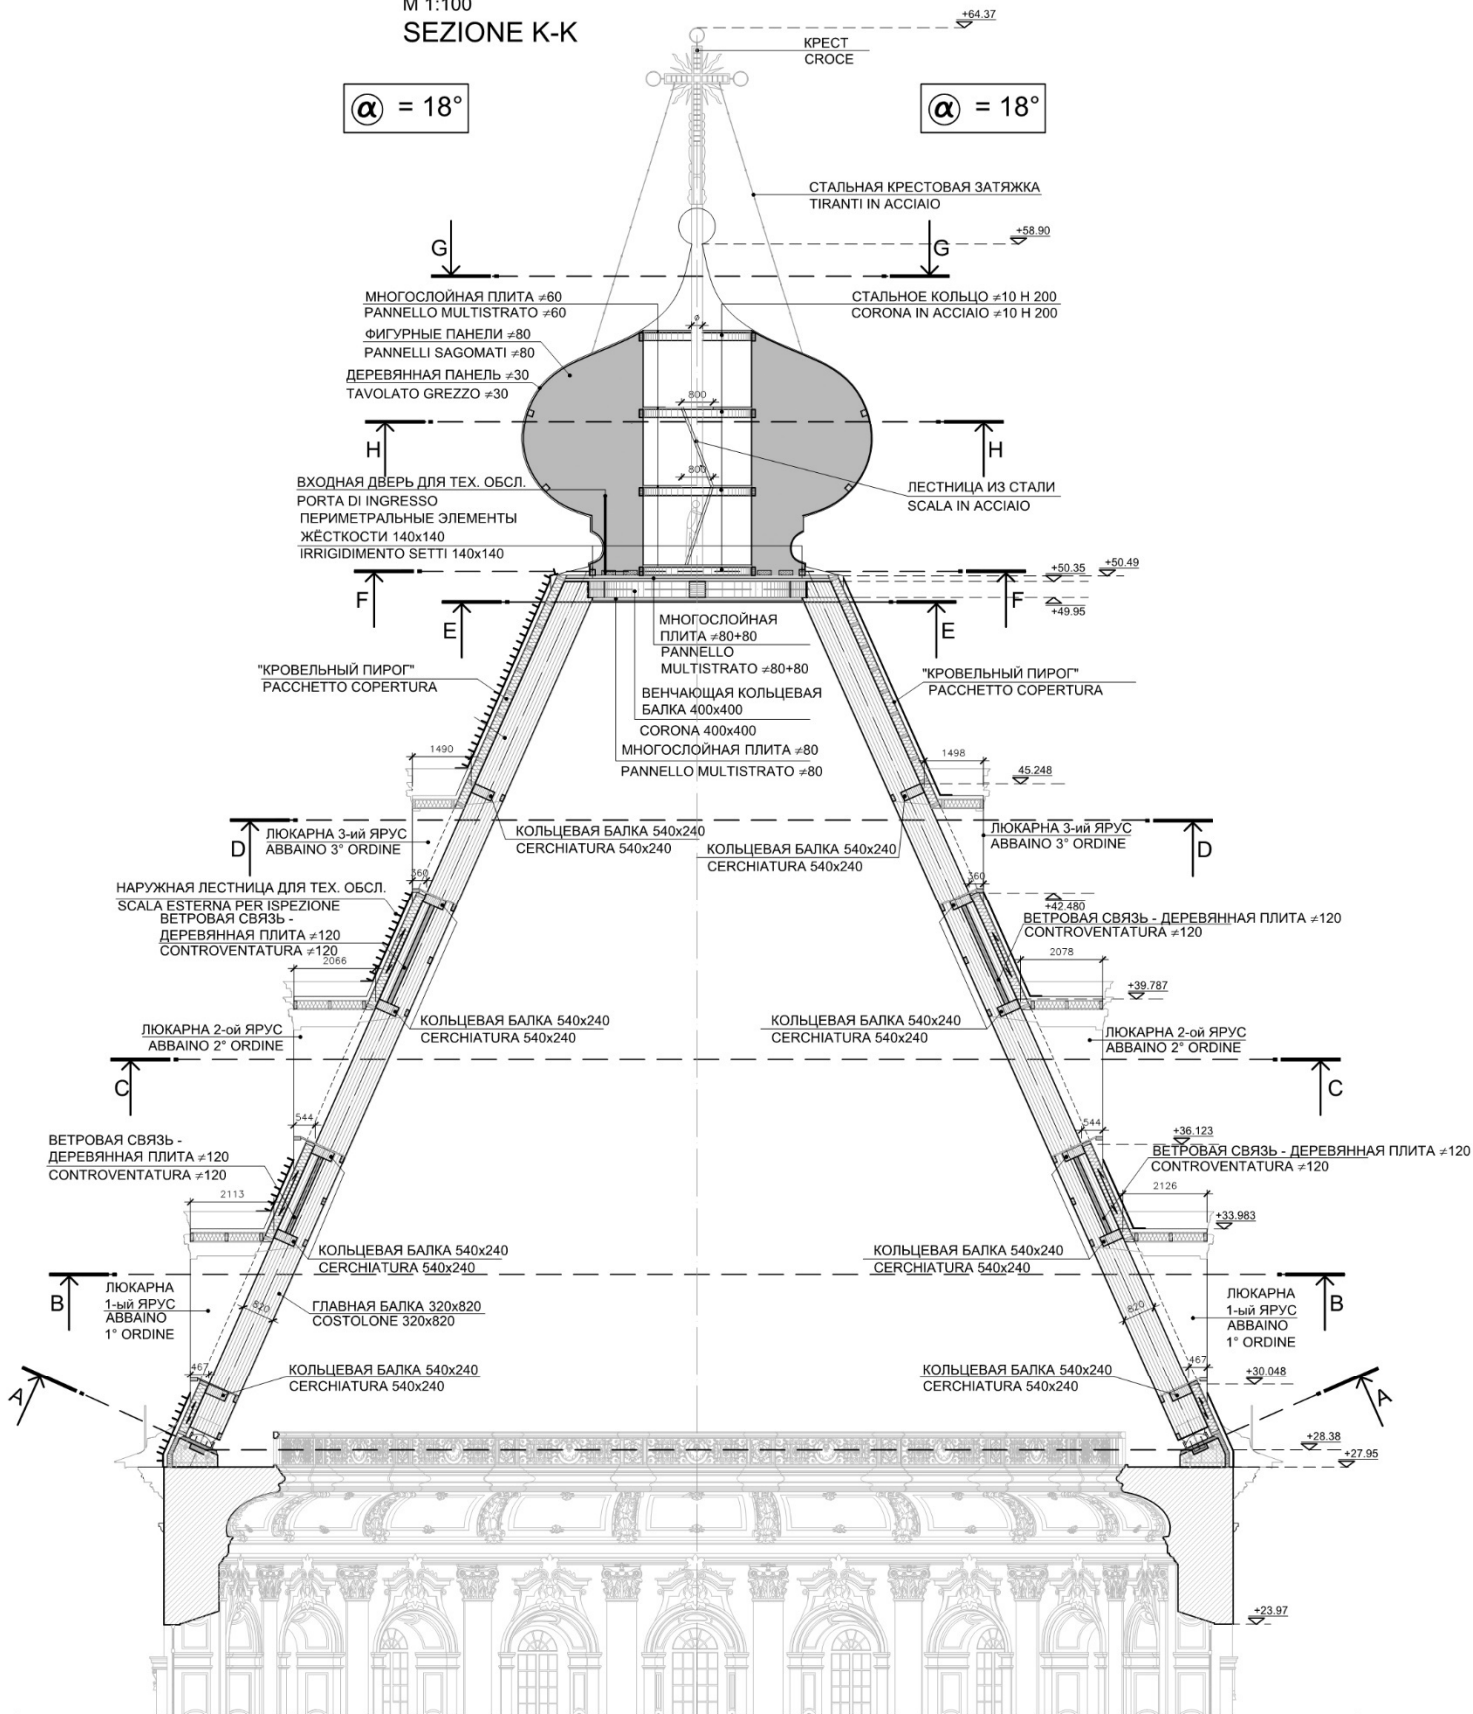 М 1:100
SEZIONE K-K
α = 18°
α = 18°
+64.37
КРЕСТ
CROCE
СТАЛЬНАЯ КРЕСТОВАЯ ЗАТЯЖКА
TIRANTI IN ACCIAIO
+58.90
G
G
МНОГОСЛОЙНАЯ ПЛИТА ≠60
PANNELLO MULTISTRATO ≠60
СТАЛЬНОЕ КОЛЬЦО ≠10 H 200
CORONA IN ACCIAIO ≠10 H 200
ФИГУРНЫЕ ПАНЕЛИ ≠80
PANNELLI SAGOMATI ≠80
ДЕРЕВЯННАЯ ПАНЕЛЬ ≠30
TAVOLATO GREZZO ≠30
800
H
H
800
ВХОДНАЯ ДВЕРЬ ДЛЯ ТЕХ. ОБСЛ.
PORTA DI INGRESSO
ЛЕСТНИЦА ИЗ СТАЛИ
SCALA IN ACCIAIO
ПЕРИМЕТРАЛЬНЫЕ ЭЛЕМЕНТЫ
ЖЁСТКОСТИ 140x140
IRRIGIDIMENTO SETTI 140x140
+50.35
+50.49
F
F
+49.95
E
E
МНОГОСЛОЙНАЯ
ПЛИТА ≠80+80
PANNELLO
MULTISTRATO ≠80+80
"КРОВЕЛЬНЫЙ ПИРОГ"
PACCHETTO COPERTURA
"КРОВЕЛЬНЫЙ ПИРОГ"
PACCHETTO COPERTURA
ВЕНЧАЮЩАЯ КОЛЬЦЕВАЯ
БАЛКА 400x400
CORONA 400x400
МНОГОСЛОЙНАЯ ПЛИТА ≠80
PANNELLO MULTISTRATO ≠80
1490
1498
45.248
D
D
ЛЮКАРНА 3-ий ЯРУС
ABBAINO 3° ORDINE
КОЛЬЦЕВАЯ БАЛКА 540x240
CERCHIATURA 540x240
КОЛЬЦЕВАЯ БАЛКА 540x240
CERCHIATURA 540x240
ЛЮКАРНА 3-ий ЯРУС
ABBAINO 3° ORDINE
360
360
НАРУЖНАЯ ЛЕСТНИЦА ДЛЯ ТЕХ. ОБСЛ.
SCALA ESTERNA PER ISPEZIONE
+42.480
ВЕТРОВАЯ СВЯЗЬ -
ДЕРЕВЯННАЯ ПЛИТА ≠120
CONTROVENTATURA ≠120
ВЕТРОВАЯ СВЯЗЬ - ДЕРЕВЯННАЯ ПЛИТА ≠120
CONTROVENTATURA ≠120
2066
2078
+39.787
ЛЮКАРНА 2-ой ЯРУС
ABBAINO 2° ORDINE
КОЛЬЦЕВАЯ БАЛКА 540x240
CERCHIATURA 540x240
КОЛЬЦЕВАЯ БАЛКА 540x240
CERCHIATURA 540x240
ЛЮКАРНА 2-ой ЯРУС
ABBAINO 2° ORDINE
C
C
544
544
+36.123
ВЕТРОВАЯ СВЯЗЬ -
ДЕРЕВЯННАЯ ПЛИТА ≠120
CONTROVENTATURA ≠120
ВЕТРОВАЯ СВЯЗЬ - ДЕРЕВЯННАЯ ПЛИТА ≠120
CONTROVENTATURA ≠120
2113
2126
+33.983
КОЛЬЦЕВАЯ БАЛКА 540x240
CERCHIATURA 540x240
КОЛЬЦЕВАЯ БАЛКА 540x240
CERCHIATURA 540x240
B
B
ЛЮКАРНА
1-ый ЯРУС
ABBAINO
1° ORDINE
820
ГЛАВНАЯ БАЛКА 320x820
COSTOLONE 320x820
820
ЛЮКАРНА
1-ый ЯРУС
ABBAINO
1° ORDINE
467
467
КОЛЬЦЕВАЯ БАЛКА 540x240
CERCHIATURA 540x240
КОЛЬЦЕВАЯ БАЛКА 540x240
CERCHIATURA 540x240
+30.048
A
A
+28.38
+27.95
+23.97